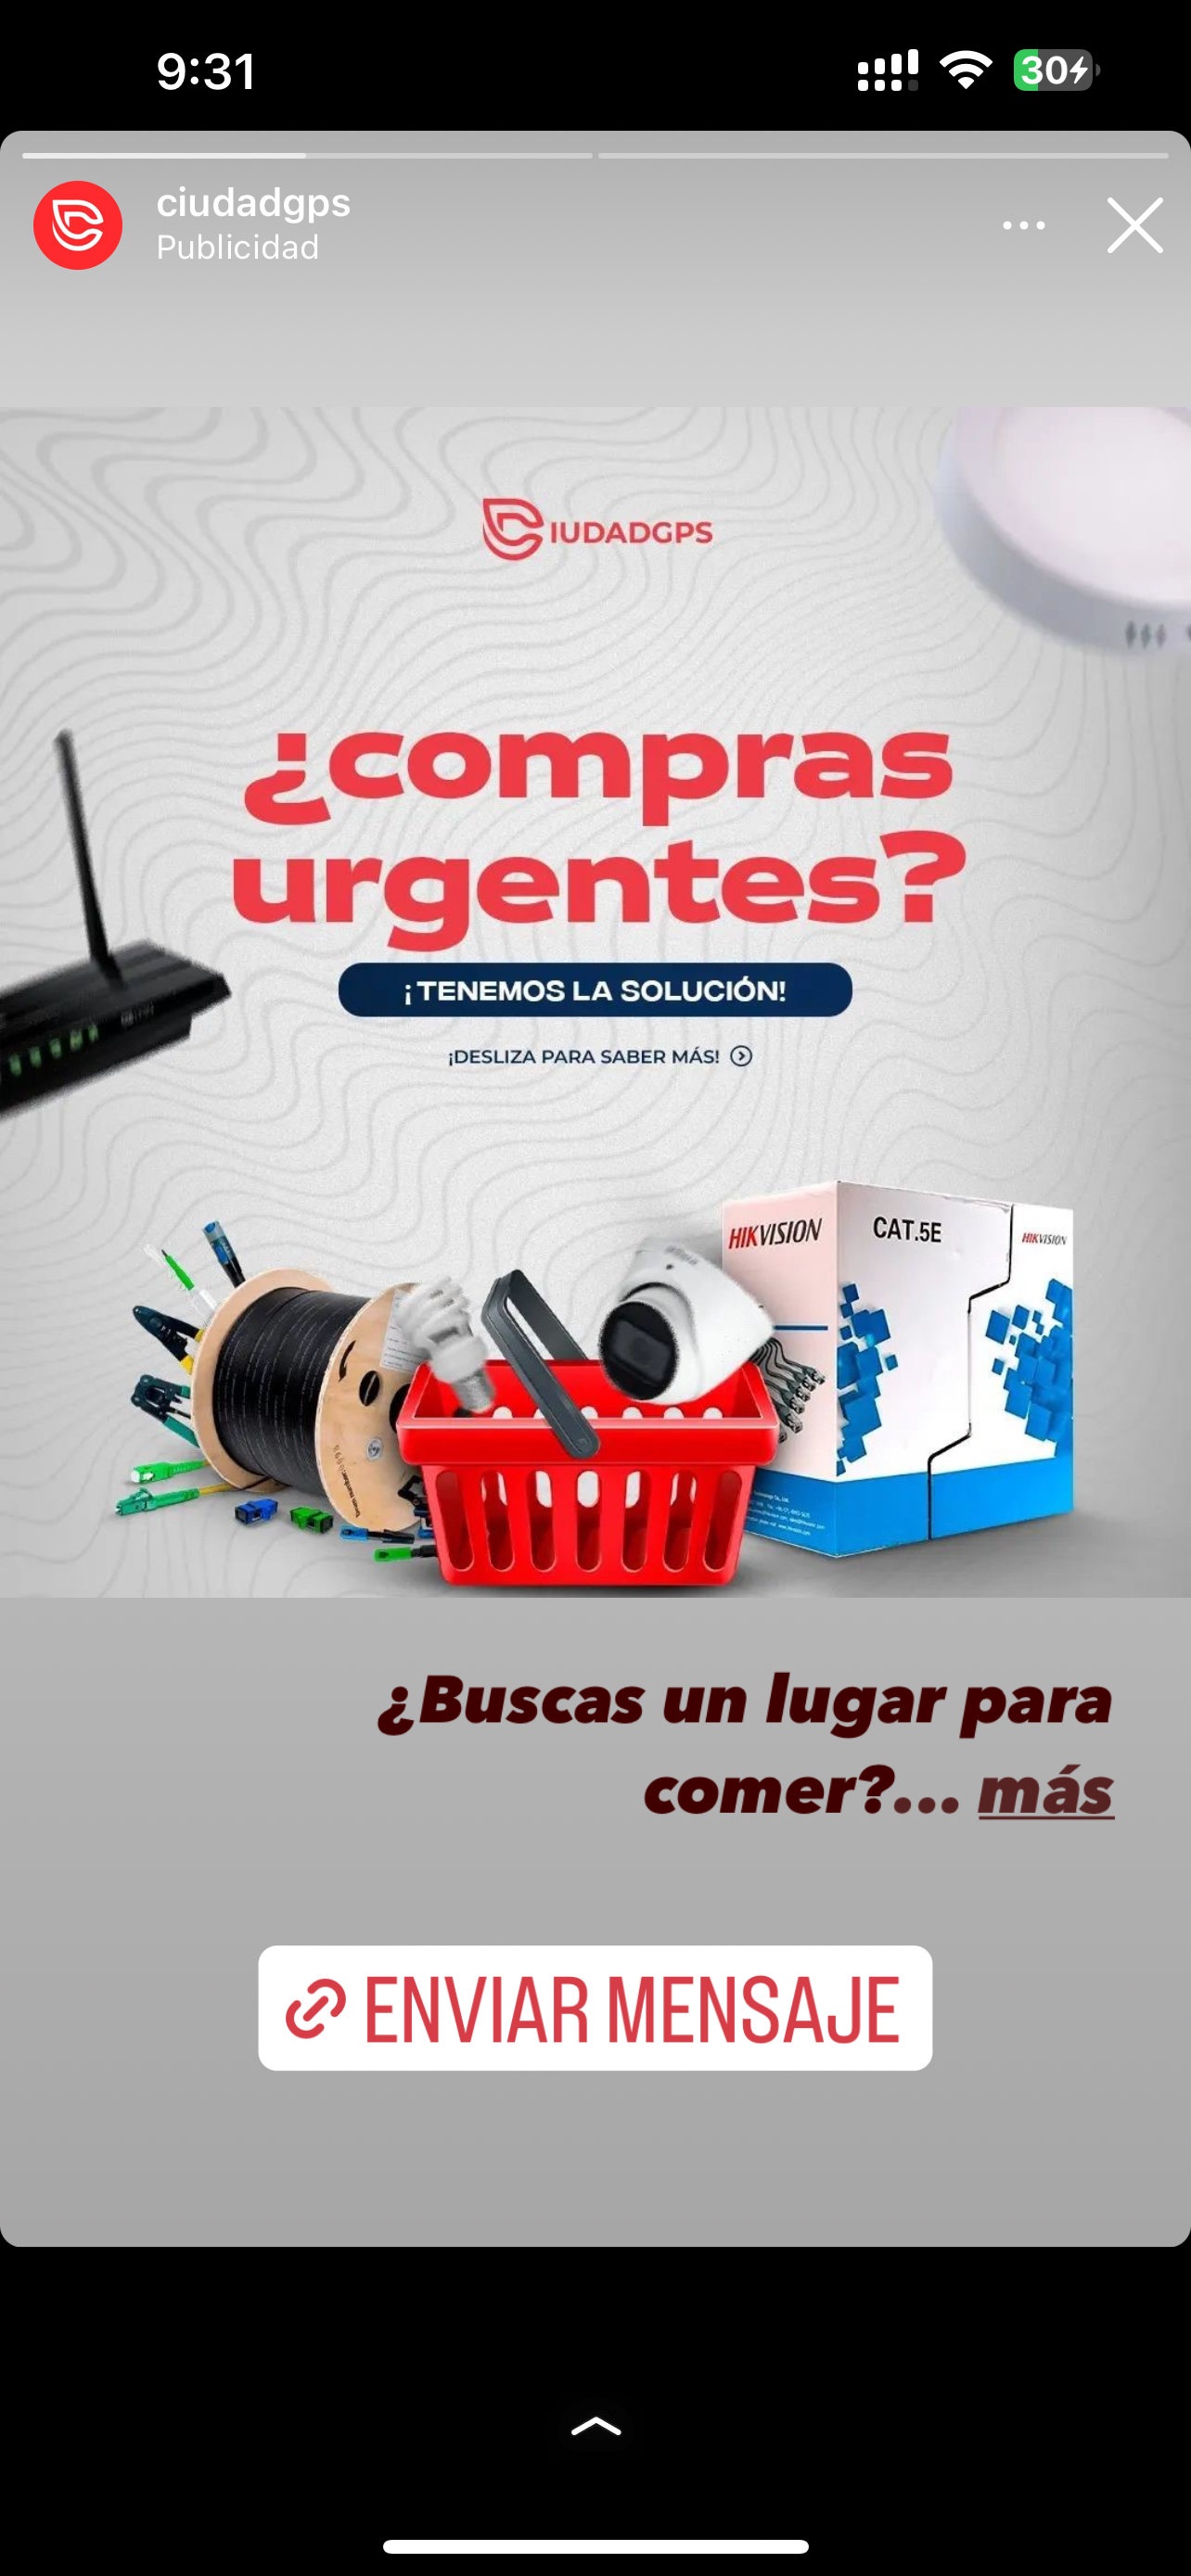 9:31
30
ciudadgps
Publicidad
CIUDADGPS
¿compras
urgentes?
¡TENEMOS LA SOLUCIÓN!
¡DESLIZA PARA SABER MÁS!
HIKVISION
CAT.5E
HIKVISION
¿Buscas un lugar para
comer?... más
ENVIAR MENSAJE